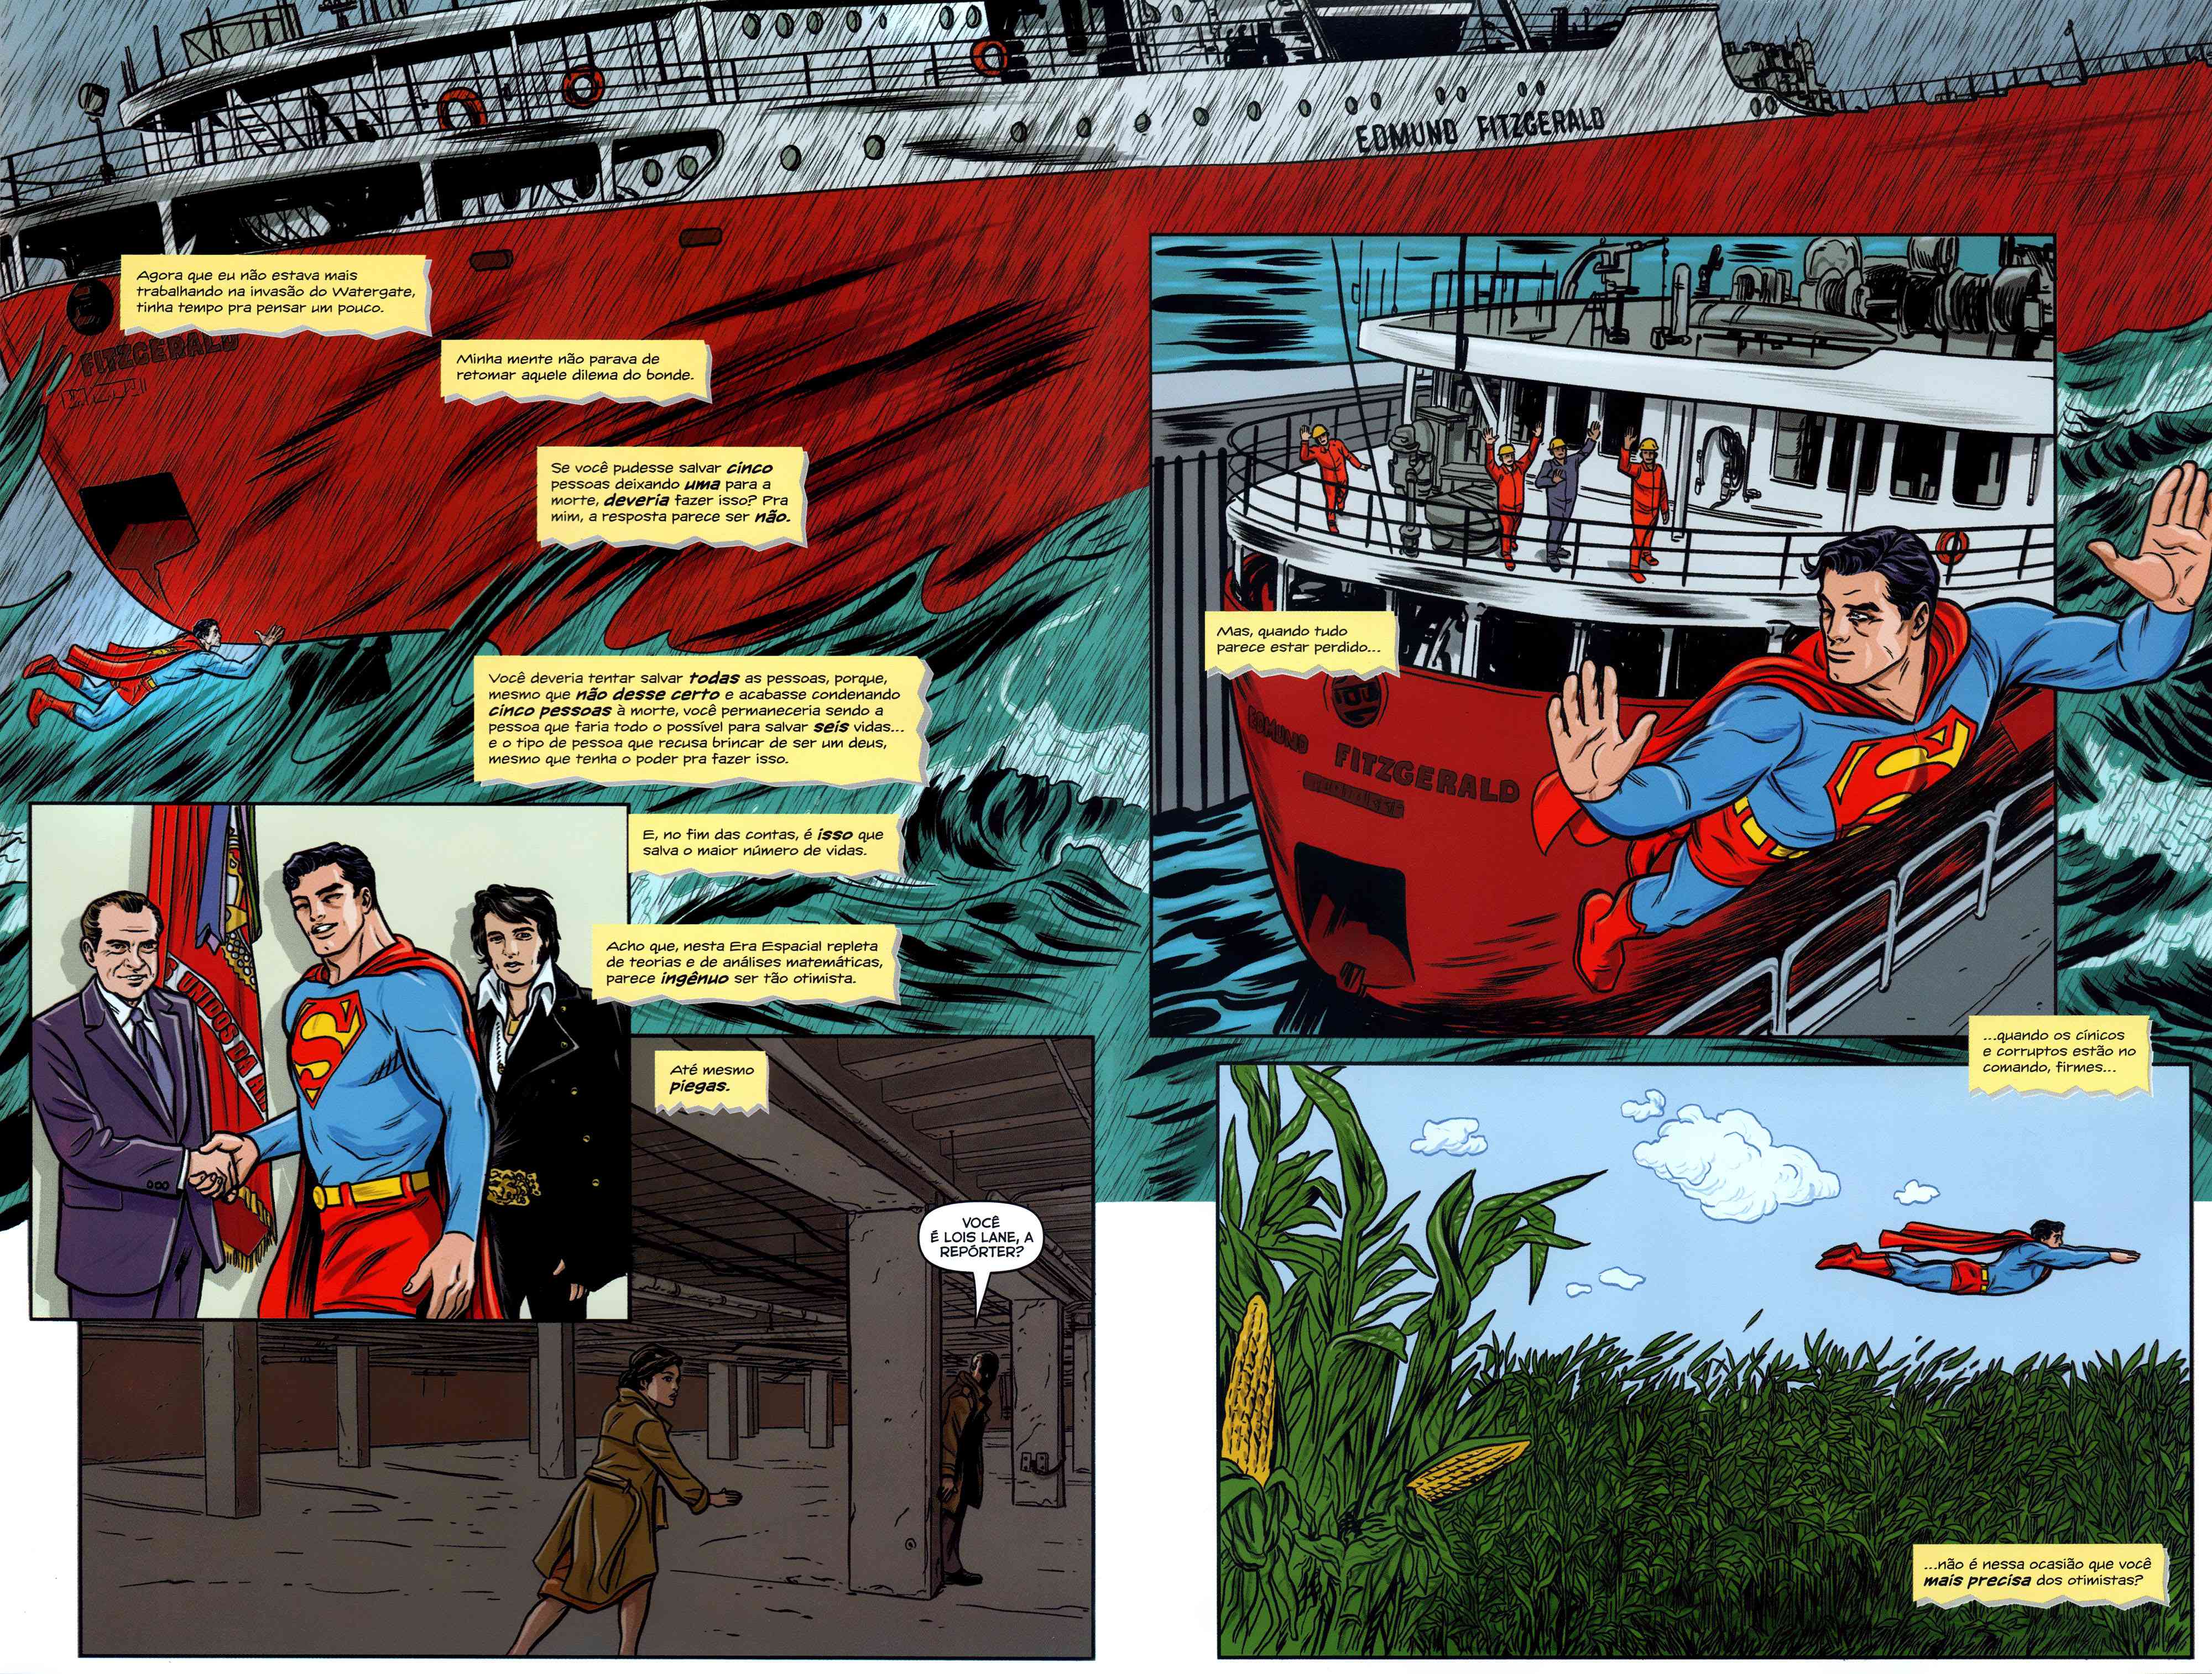 EDMUND FITZGERALD
Agora que eu não estava mais
trabalhando na invasão do Watergate,
tinha tempo pra pensar um pouco.
FITZGERALD
Minha mente não parava de
retomar aquele dilema do bonde.
Se você pudesse salvar cinco
pessoas deixando uma para a
morte, deveria fazer isso? Pra
mim, a resposta parece ser não.
Você deveria tentar salvar todas as pessoas, porque,
mesmo que não desse certo e acabasse condenando
cinco pessoas à morte, você permaneceria sendo a
pessoa que faria todo o possível para salvar seis vidas...
e o tipo de pessoa que recusa brincar de ser um deus,
mesmo que tenha o poder pra fazer isso.
E, no fim das contas, é isso que
salva o maior número de vidas.
Acho que, nesta Era Espacial repleta
de teorias e de análises matemáticas,
parece ingênuo ser tão otimista.
S UNIDOS DA A
S
Até mesmo
piegas.
VOCÊ
É LOIS LANE, A
REPÓRTER?
Mas, quando tudo
parece estar perdido...
EDMUND FITZGERALD
S
...quando os cínicos
e corruptos estão no
comando, firmes...
...não é nessa ocasião que você
mais precisa dos otimistas?